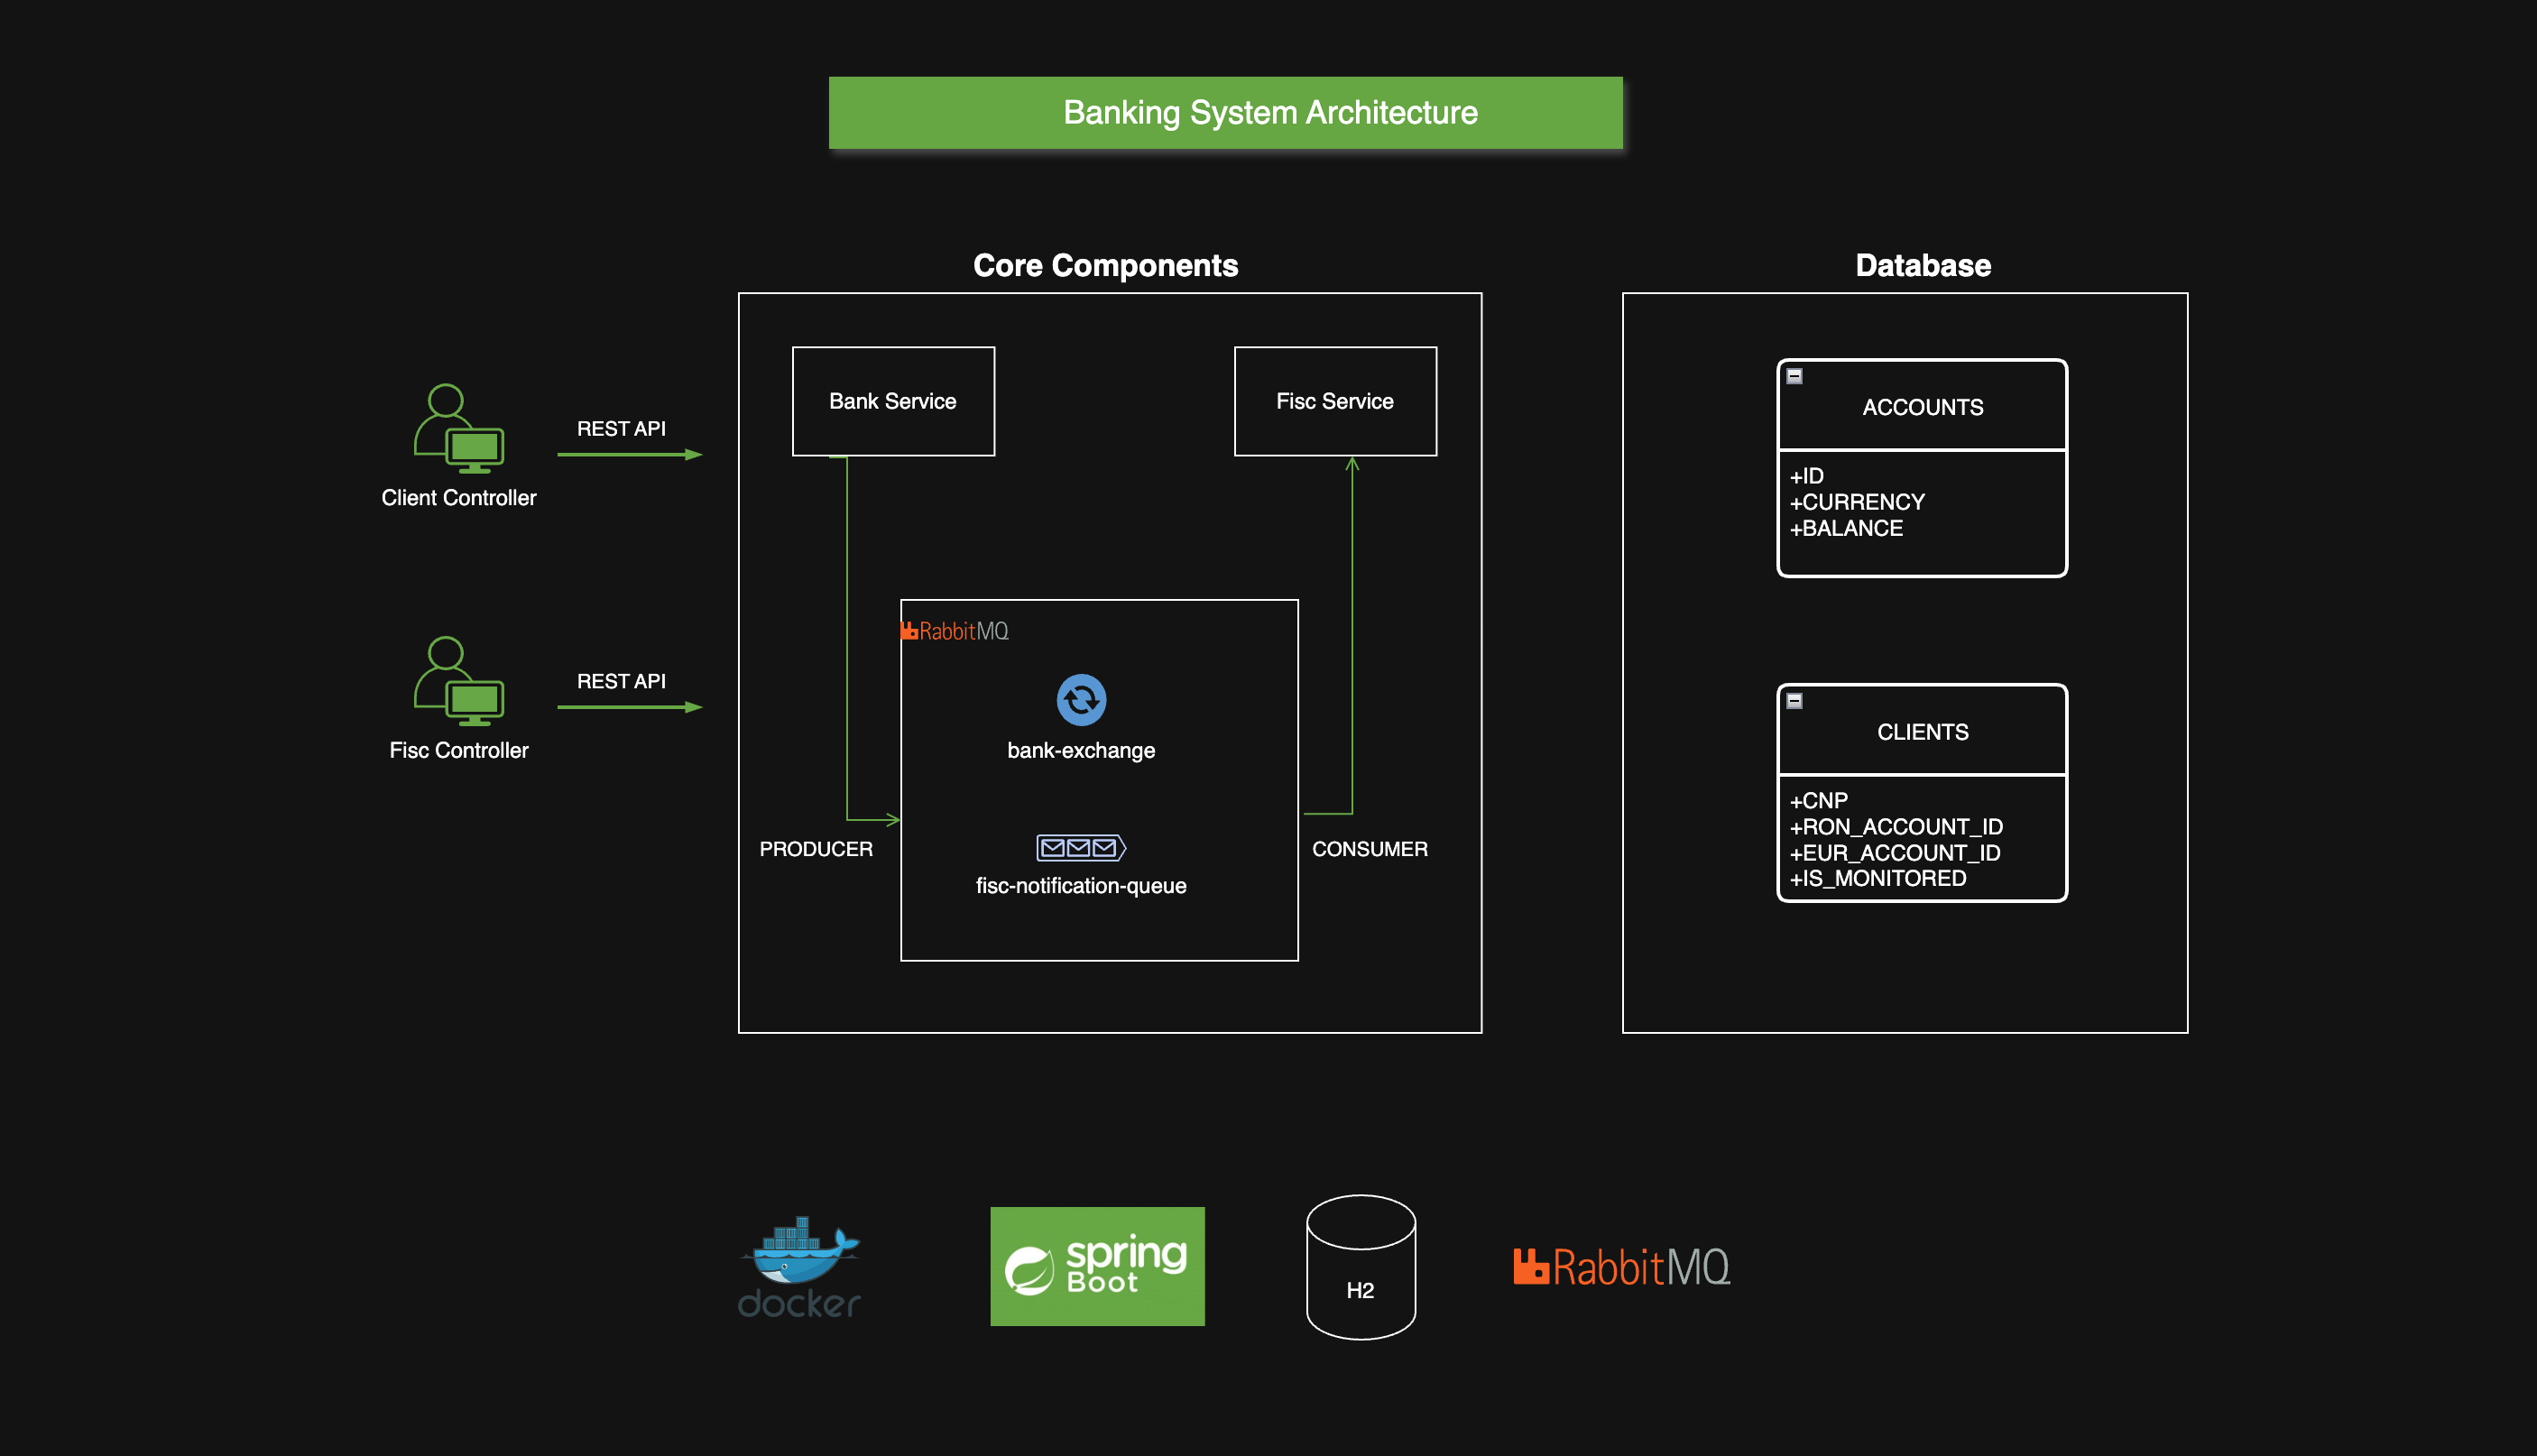 Banking System Architecture
Core Components
Database
Bank Service
Fisc Service
REST API
Client Controller
REST API
Fisc Controller
RabbitMQ
bank-exchange
PRODUCER
fisc-notification-queue
CONSUMER
ACCOUNTS
+ID
+CURRENCY
+BALANCE
CLIENTS
+CNP
+RON_ACCOUNT_ID
+EUR_ACCOUNT_ID
+IS_MONITORED
docker
spring
Boot
H2
RabbitMQ